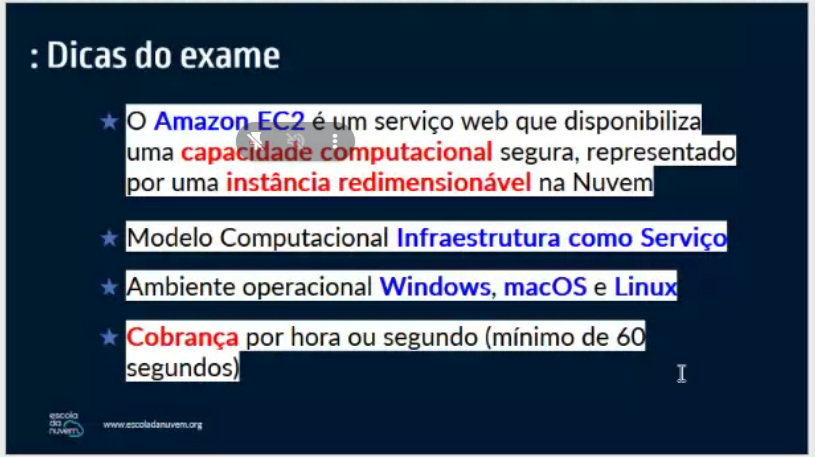 : Dicas do exame
★ O Amazon EC2 é um serviço web que disponibiliza
uma capacidade computacional segura, representado
por uma instância redimensionável na Nuvem
★ Modelo Computacional Infraestrutura como Serviço
★ Ambiente operacional Windows, macOS e Linux
★ Cobrança por hora ou segundo (mínimo de 60
segundos)
escola
da
nuvem
www.escoladanuvem.org